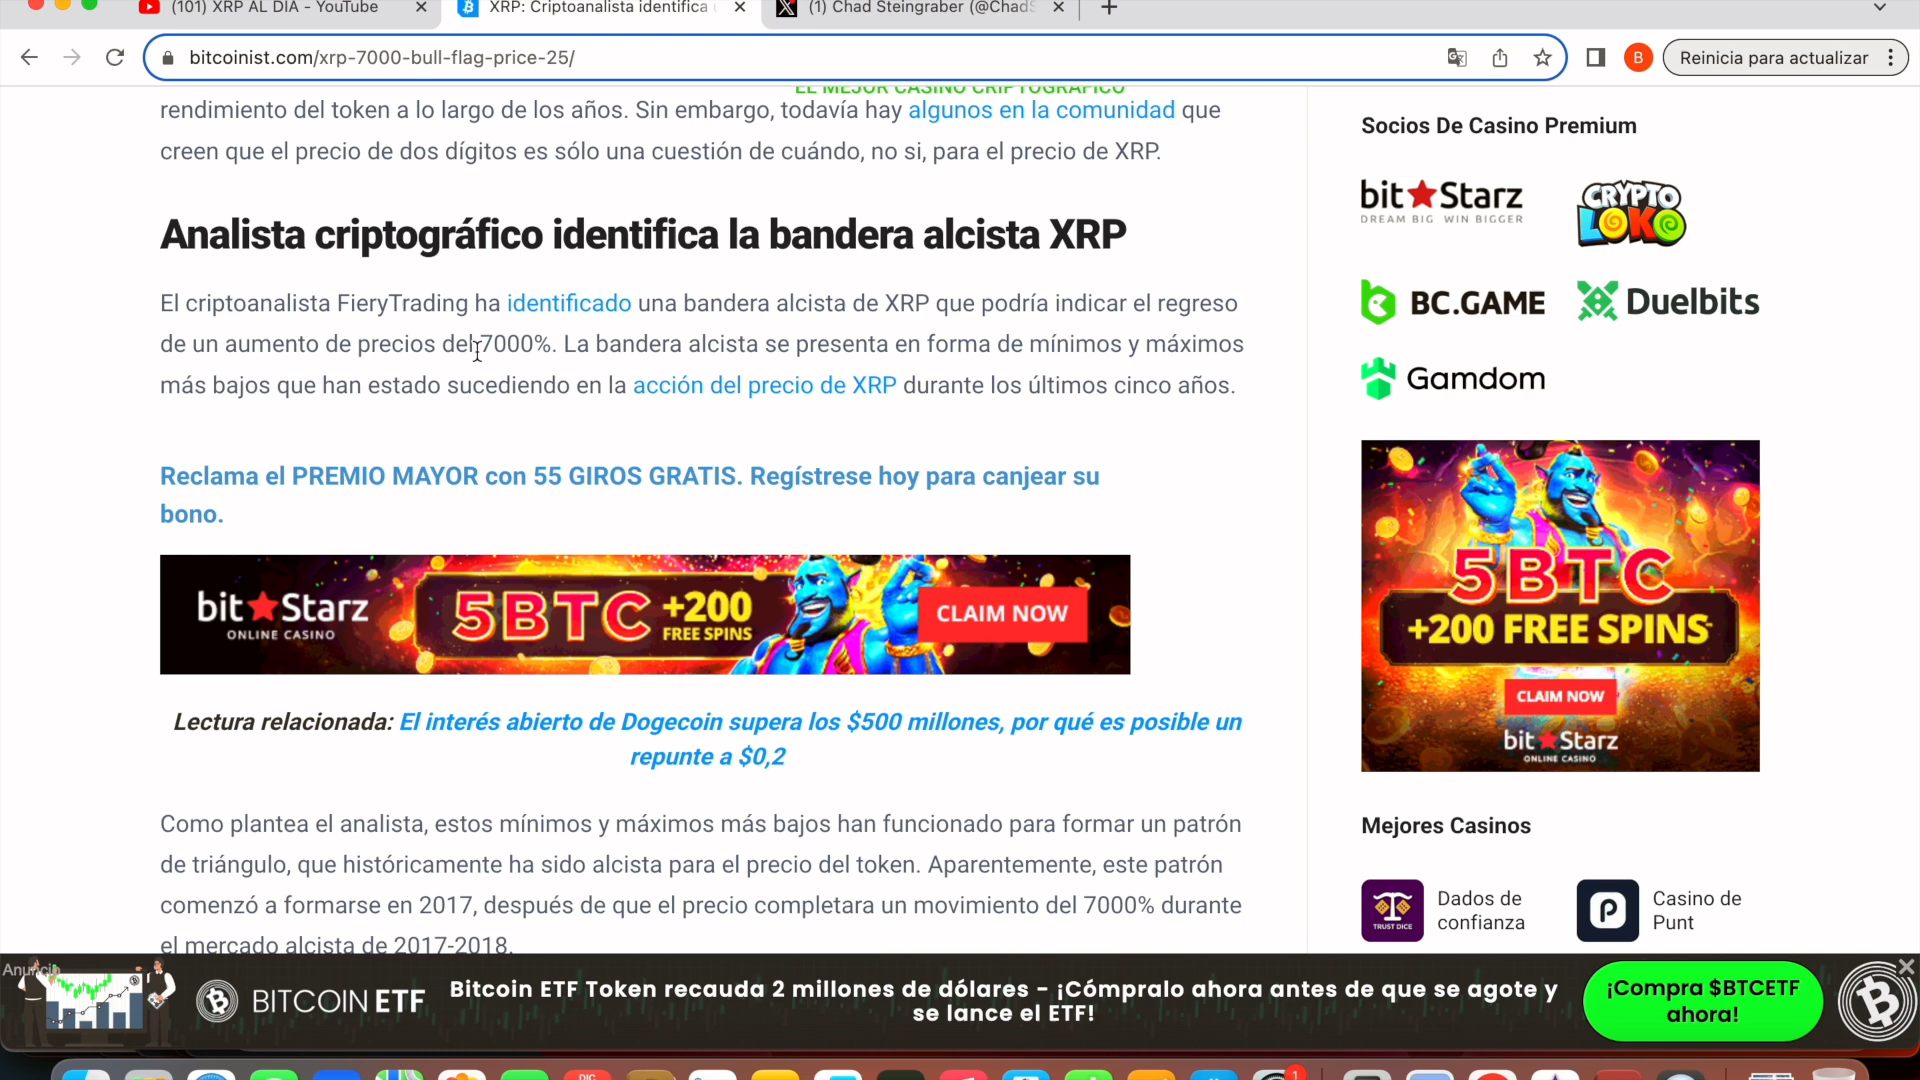 (101) XRP AL DIA - YouTube
XRP: Criptoanalista identifica
(1) Chad Steingraber (@Chad
bitcoinist.com/xrp-7000-bull-flag-price-25/
B
Reinicia para actualizar
EL MEJOR CASINO CRIPTOGRÁFICO
rendimiento del token a lo largo de los años. Sin embargo, todavía hay algunos en la comunidad que
creen que el precio de dos dígitos es sólo una cuestión de cuándo, no si, para el precio de XRP.
Analista criptográfico identifica la bandera alcista XRP
El criptoanalista FieryTrading ha identificado una bandera alcista de XRP que podría indicar el regreso
de un aumento de precios del 7000%. La bandera alcista se presenta en forma de mínimos y máximos
más bajos que han estado sucediendo en la acción del precio de XRP durante los últimos cinco años.
Reclama el PREMIO MAYOR con 55 GIROS GRATIS. Regístrese hoy para canjear su
bono.
bit Starz
ONLINE CASINO
5BTC
+200
FREE SPINS
CLAIM NOW
Lectura relacionada: El interés abierto de Dogecoin supera los $500 millones, por qué es posible un
repunte a $0,2
Como plantea el analista, estos mínimos y máximos más bajos han funcionado para formar un patrón
de triángulo, que históricamente ha sido alcista para el precio del token. Aparentemente, este patrón
comenzó a formarse en 2017, después de que el precio completara un movimiento del 7000% durante
el mercado alcista de 2017-2018.
Socios De Casino Premium
bit Starz
DREAM BIG WIN BIGGER
CRYPTO
LOKO
BC.GAME
Duelbits
Gamdom
5BTC
+200 FREE SPINS
CLAIM NOW
bit Starz
ONLINE CASINO
Mejores Casinos
TRUST DICE
Dados de
confianza
Casino de
Punt
Anuncio
BITCOIN ETF
Bitcoin ETF Token recauda 2 millones de dólares - ¡Cómpralo ahora antes de que se agote y
se lance el ETF!
¡Compra $BTCETF
ahora!
DIC
1